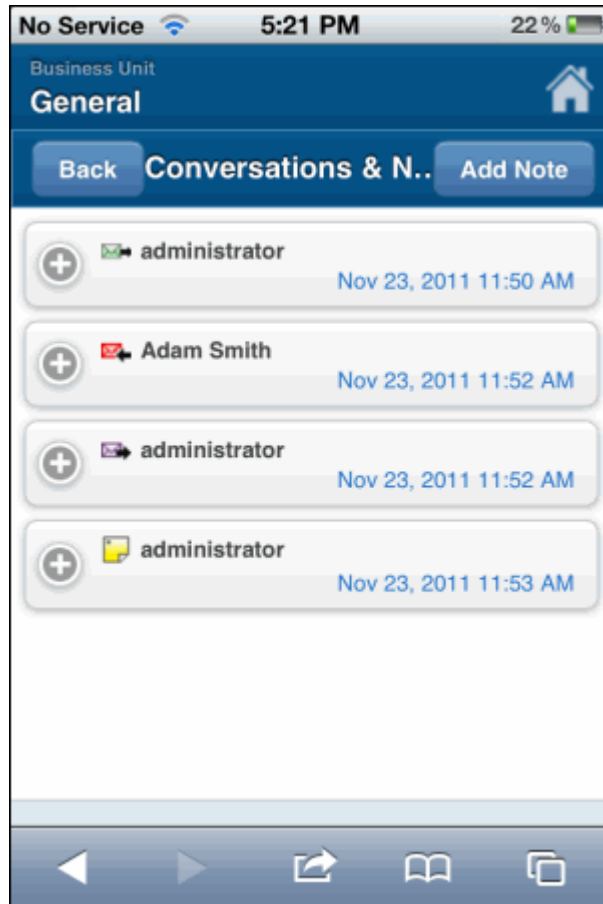 No Service 5:21 PM 22%
Business Unit
General
Back Conversations & N.. Add Note
administrator
Nov 23, 2011 11:50 AM
Adam Smith
Nov 23, 2011 11:52 AM
administrator
Nov 23, 2011 11:52 AM
administrator
Nov 23, 2011 11:53 AM